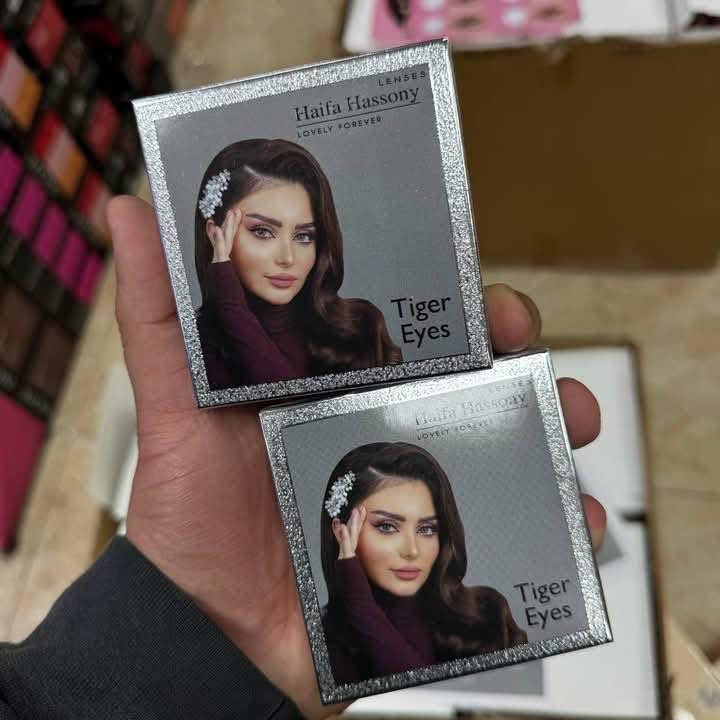 LENSES
Haifa Hassony
LOVELY FOREVER
Tiger
Eyes
LENSES
Haifa Hassony
LOVELY FOREVER
Tiger
Eyes